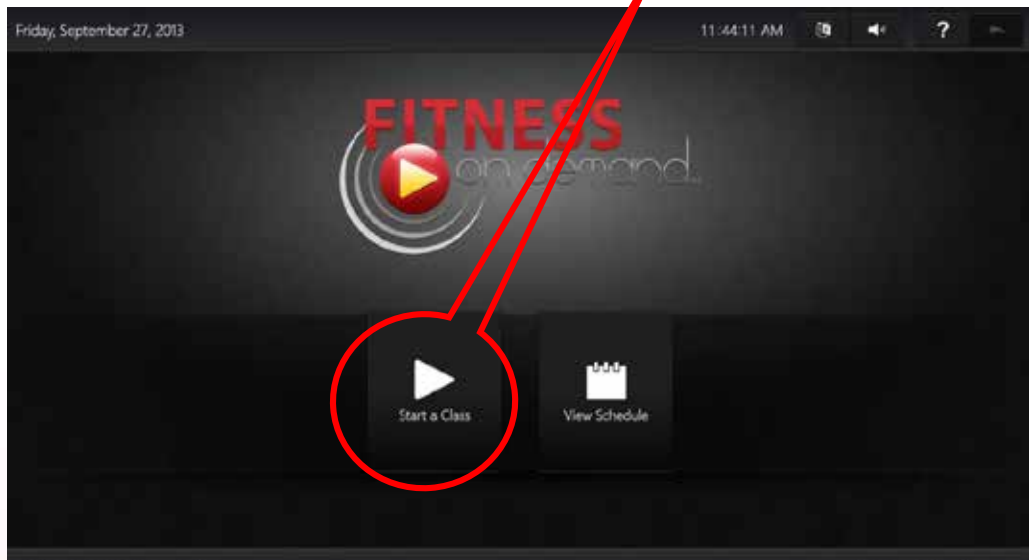 Friday, September 27, 2013 11:44:11 AM ?
FITNESS
on demand
Start a Class View Schedule